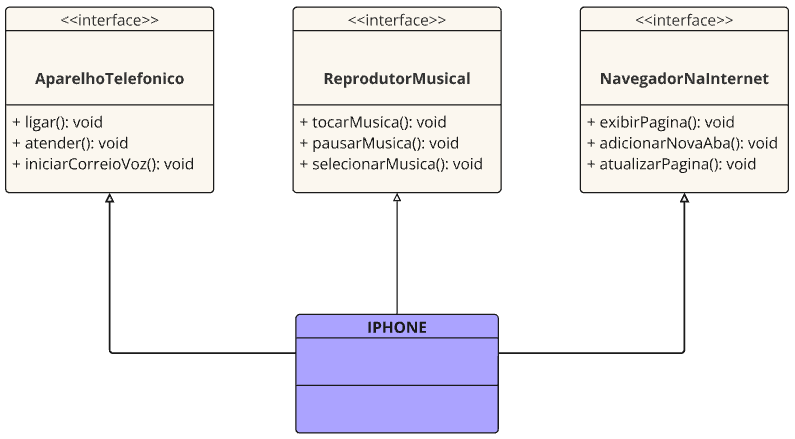 <<interface>>
AparelhoTelefonico
+ ligar(): void
+ atender(): void
+ iniciarCorreioVoz(): void
<<interface>>
ReprodutorMusical
+ tocarMusica(): void
+ pausarMusica(): void
+ selecionarMusica(): void
<<interface>>
NavegadorNaInternet
+ exibirPagina(): void
+ adicionarNovaAba(): void
+ atualizarPagina(): void
IPHONE